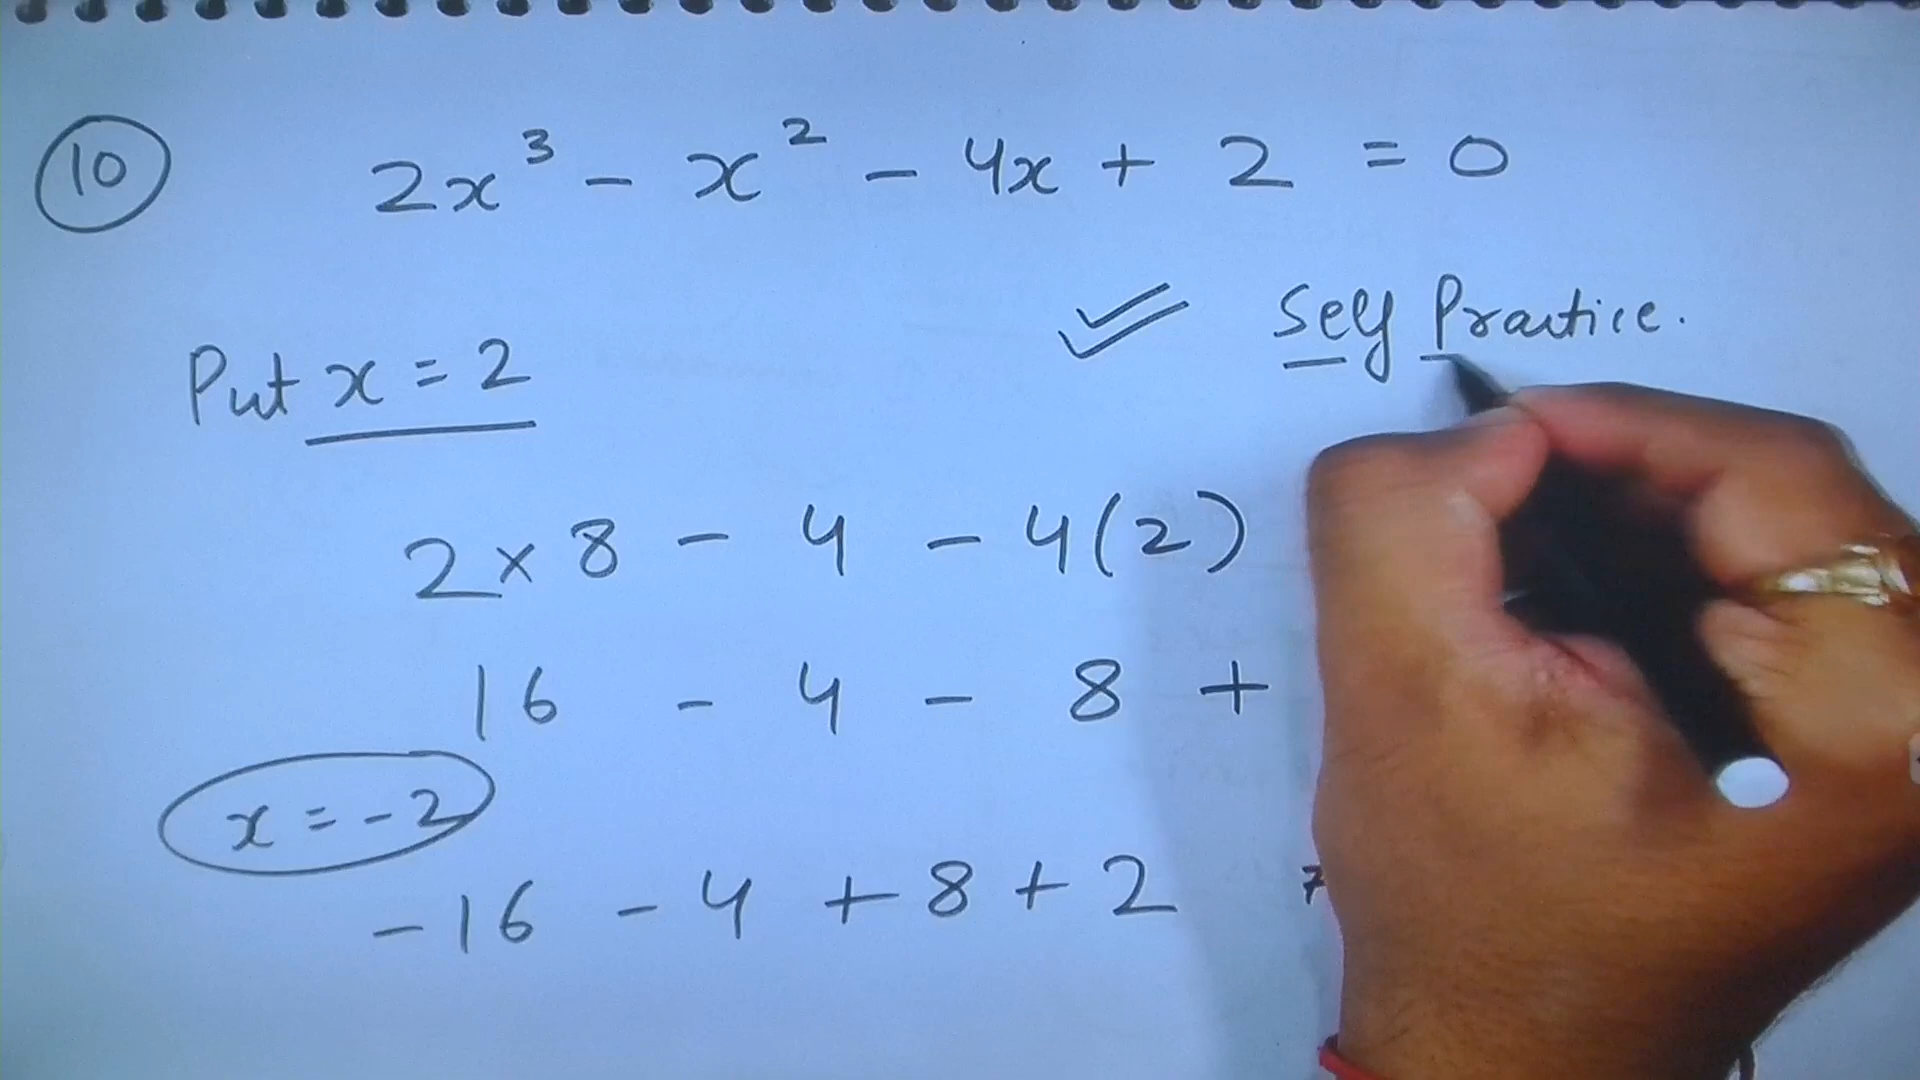 10 2x³ - x² - 4x + 2 = 0
Self Practice.
Put x = 2
2 × 8 - 4 - 4(2)
16 - 4 - 8 +
x = -2
-16 - 4 + 8 + 2